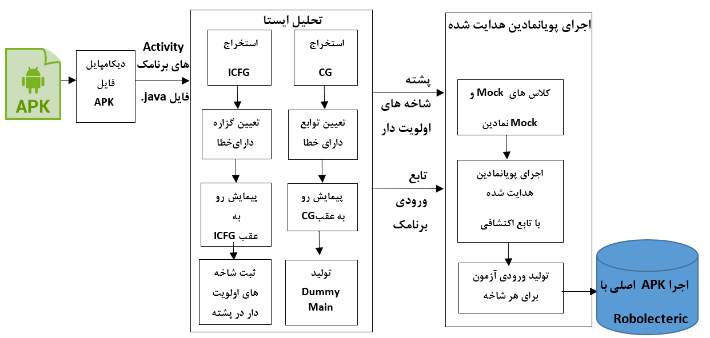 APK
دیکامپایل
فایل
APK
Activity
های برنامک
فایل java.
تحلیل ایستا
استخراج
ICFG
تعیین گزاره
دارای‌خطا
پیمایش رو
به
عقب ICFG
ثبت شاخه
های اولویت
دار در پشته
استخراج
CG
تعیین توابع
دارای خطا
پیمایش رو
به عقبCG
تولید
Dummy
Main
پشته
شاخه های
اولویت دار
تابع
ورودی
برنامک
اجرای پویانمادین هدایت شده
کلاس های Mock و
Mock نمادین
اجرای پویانمادین
هدایت شده
با تابع اکتشافی
تولید ورودی آزمون
برای هر شاخه
اجرا APK اصلی با
Robolecteric